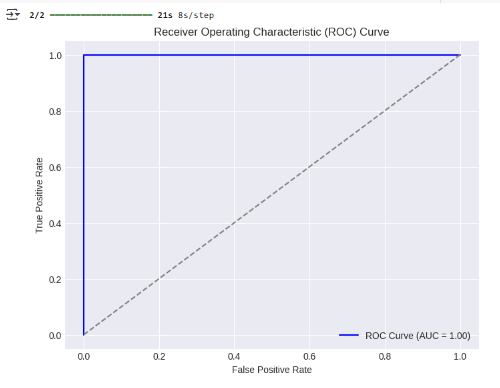 2/2 ━━━━━━━━━━━━━━━━━━━━ 21s 8s/step
Receiver Operating Characteristic (ROC) Curve
1.0
0.8
0.6
0.4
0.2
0.0
True Positive Rate
ROC Curve (AUC = 1.00)
0.0 0.2 0.4 0.6 0.8 1.0
False Positive Rate